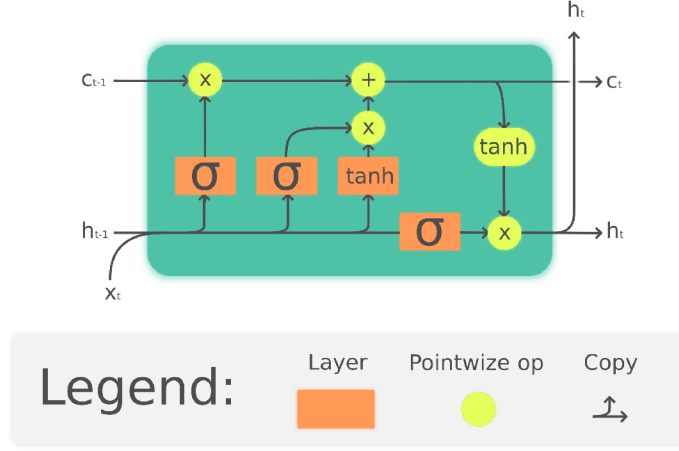 hₜ
cₜ₋₁
x
+
cₜ
x
tanh
σ
σ
tanh
hₜ₋₁
σ
x
hₜ
xₜ
Legend:
Layer
Pointwize op
Copy